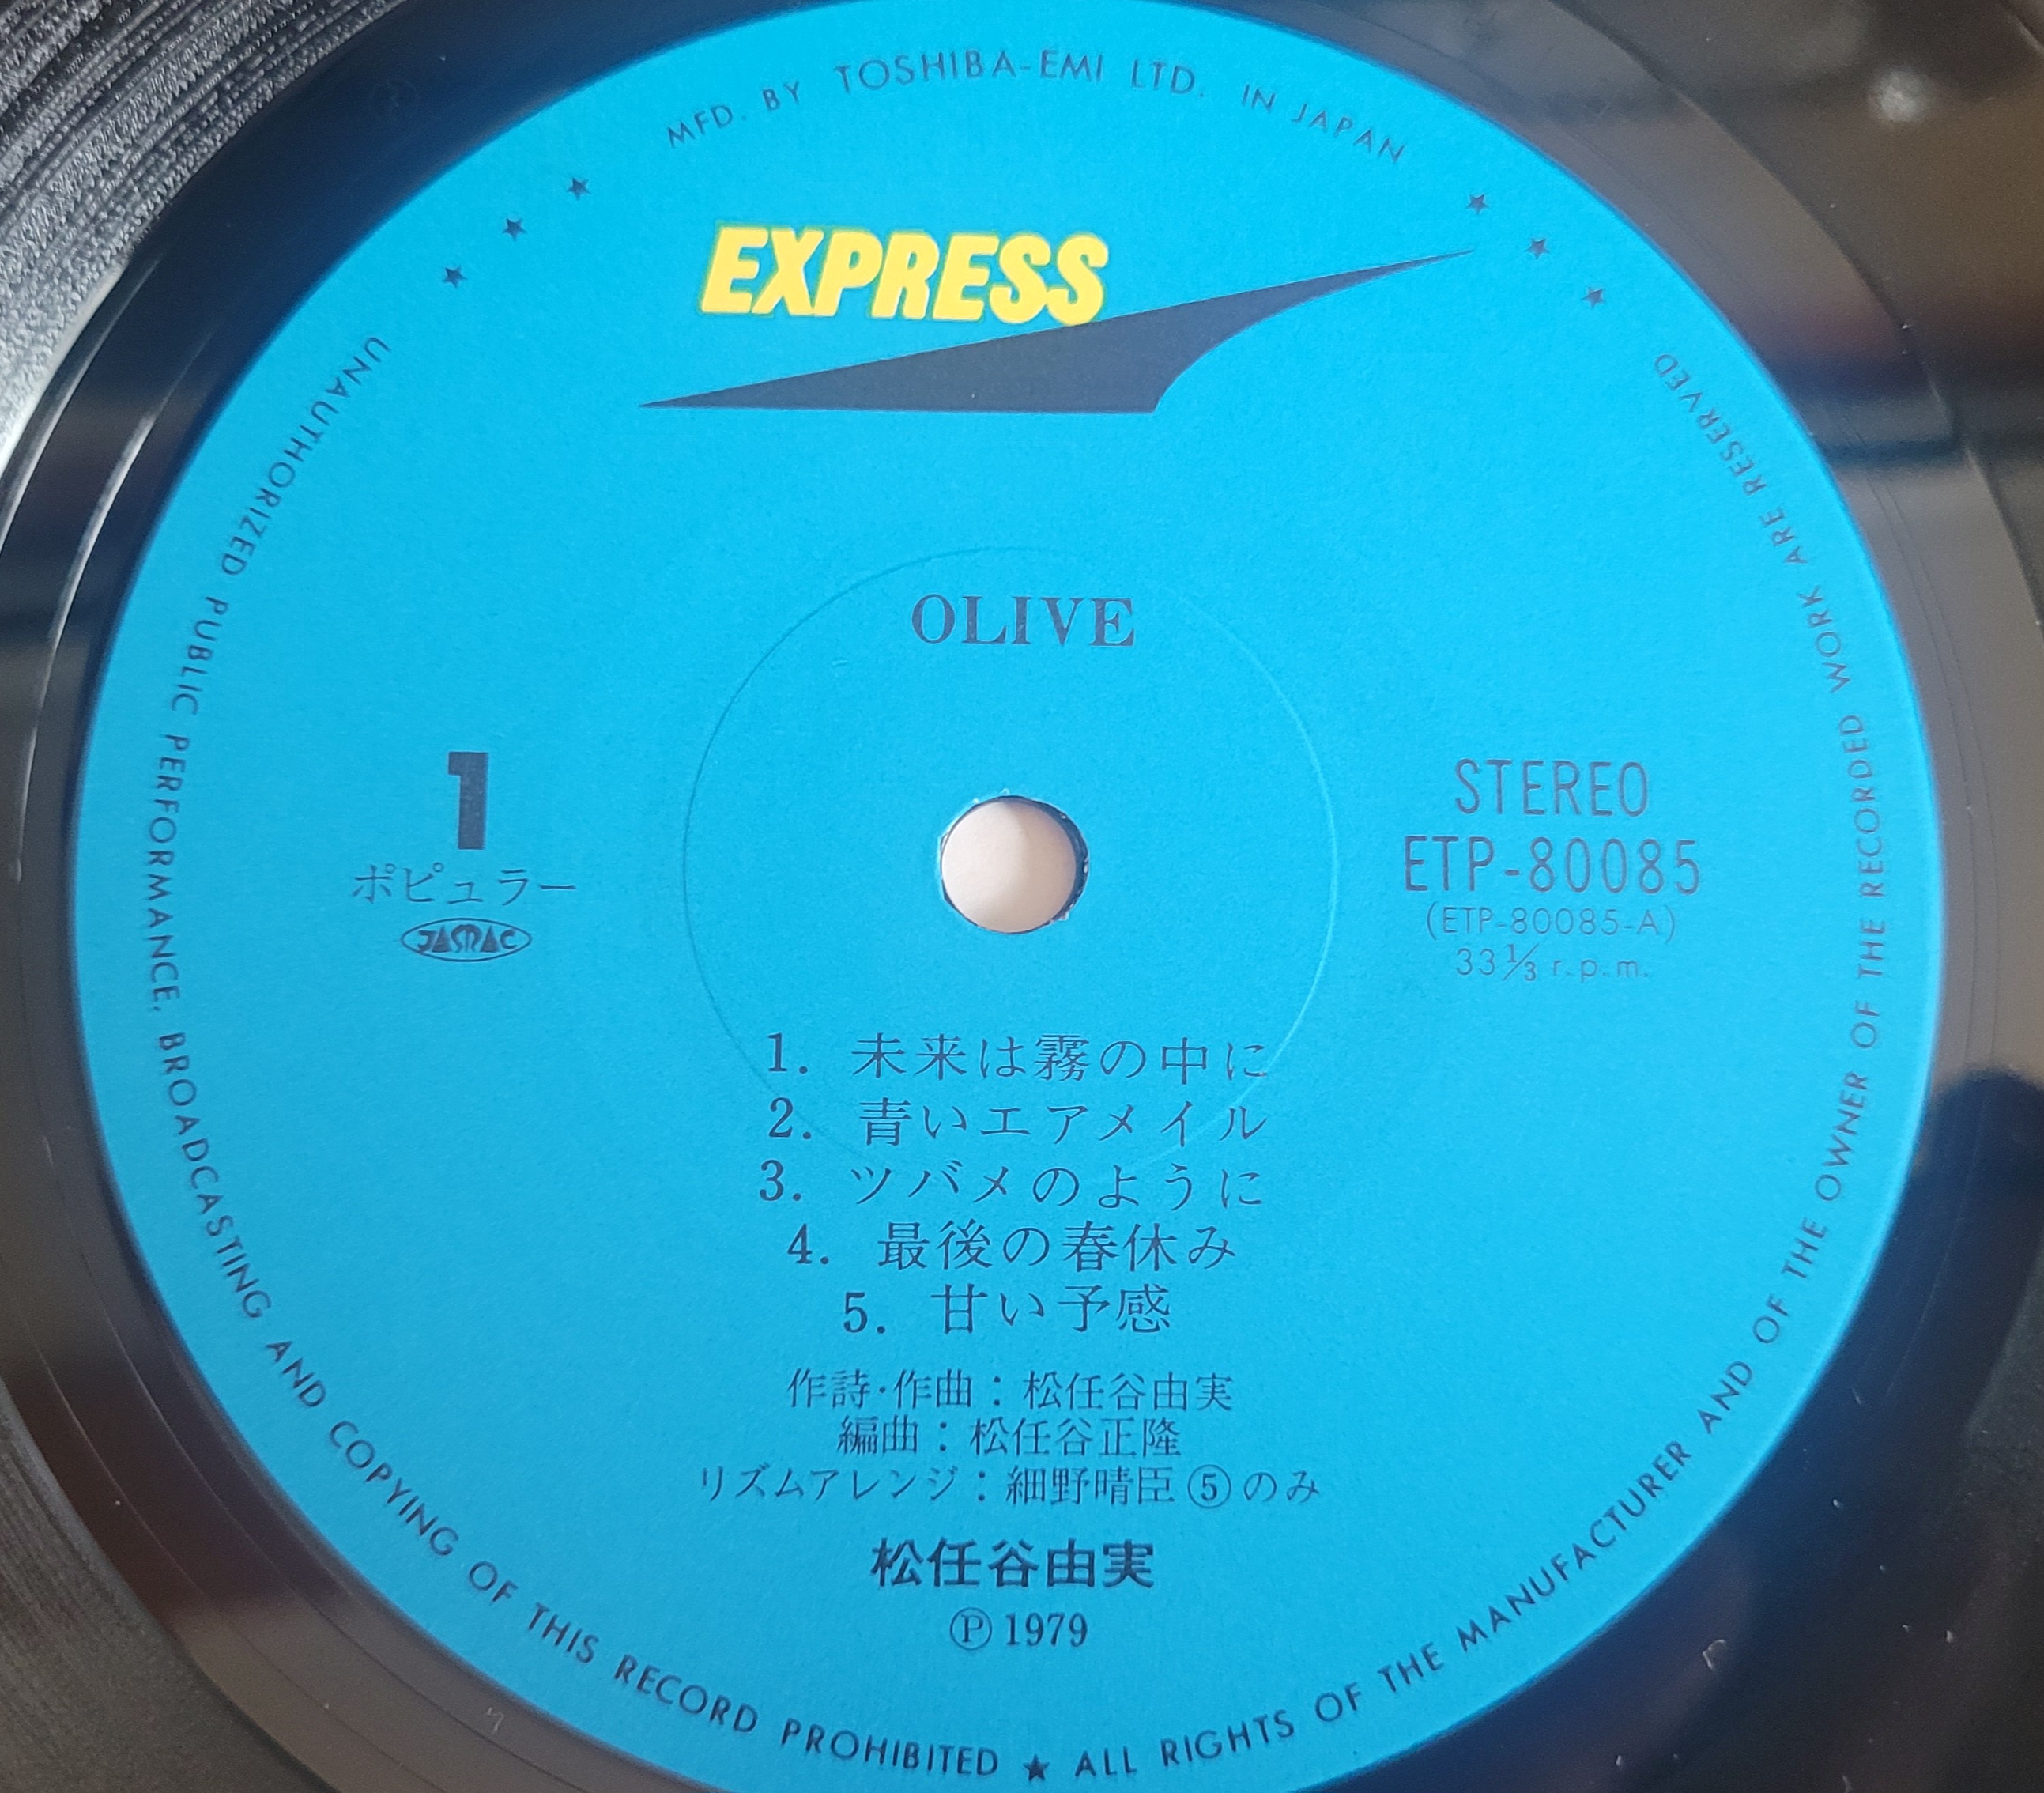 MFD. BY TOSHIBA-EMI LTD. IN JAPAN
EXPRESS
OLIVE
1
ポピュラー
JASRAC
STEREO
ETP-80085
(ETP-80085-A)
33⅓ r.p.m.
1. 未来は霧の中に
2. 青いエアメイル
3. ツバメのように
4. 最後の春休み
5. 甘い予感
作詩·作曲：松任谷由実
編曲：松任谷正隆
リズムアレンジ：細野晴臣⑤のみ
松任谷由実
Ⓟ1979
UNAUTHORIZED PUBLIC PERFORMANCE, BROADCASTING AND COPYING OF THIS RECORD PROHIBITED ★ ALL RIGHTS OF THE MANUFACTURER AND OF THE OWNER OF THE RECORDED WORK ARE RESERVED